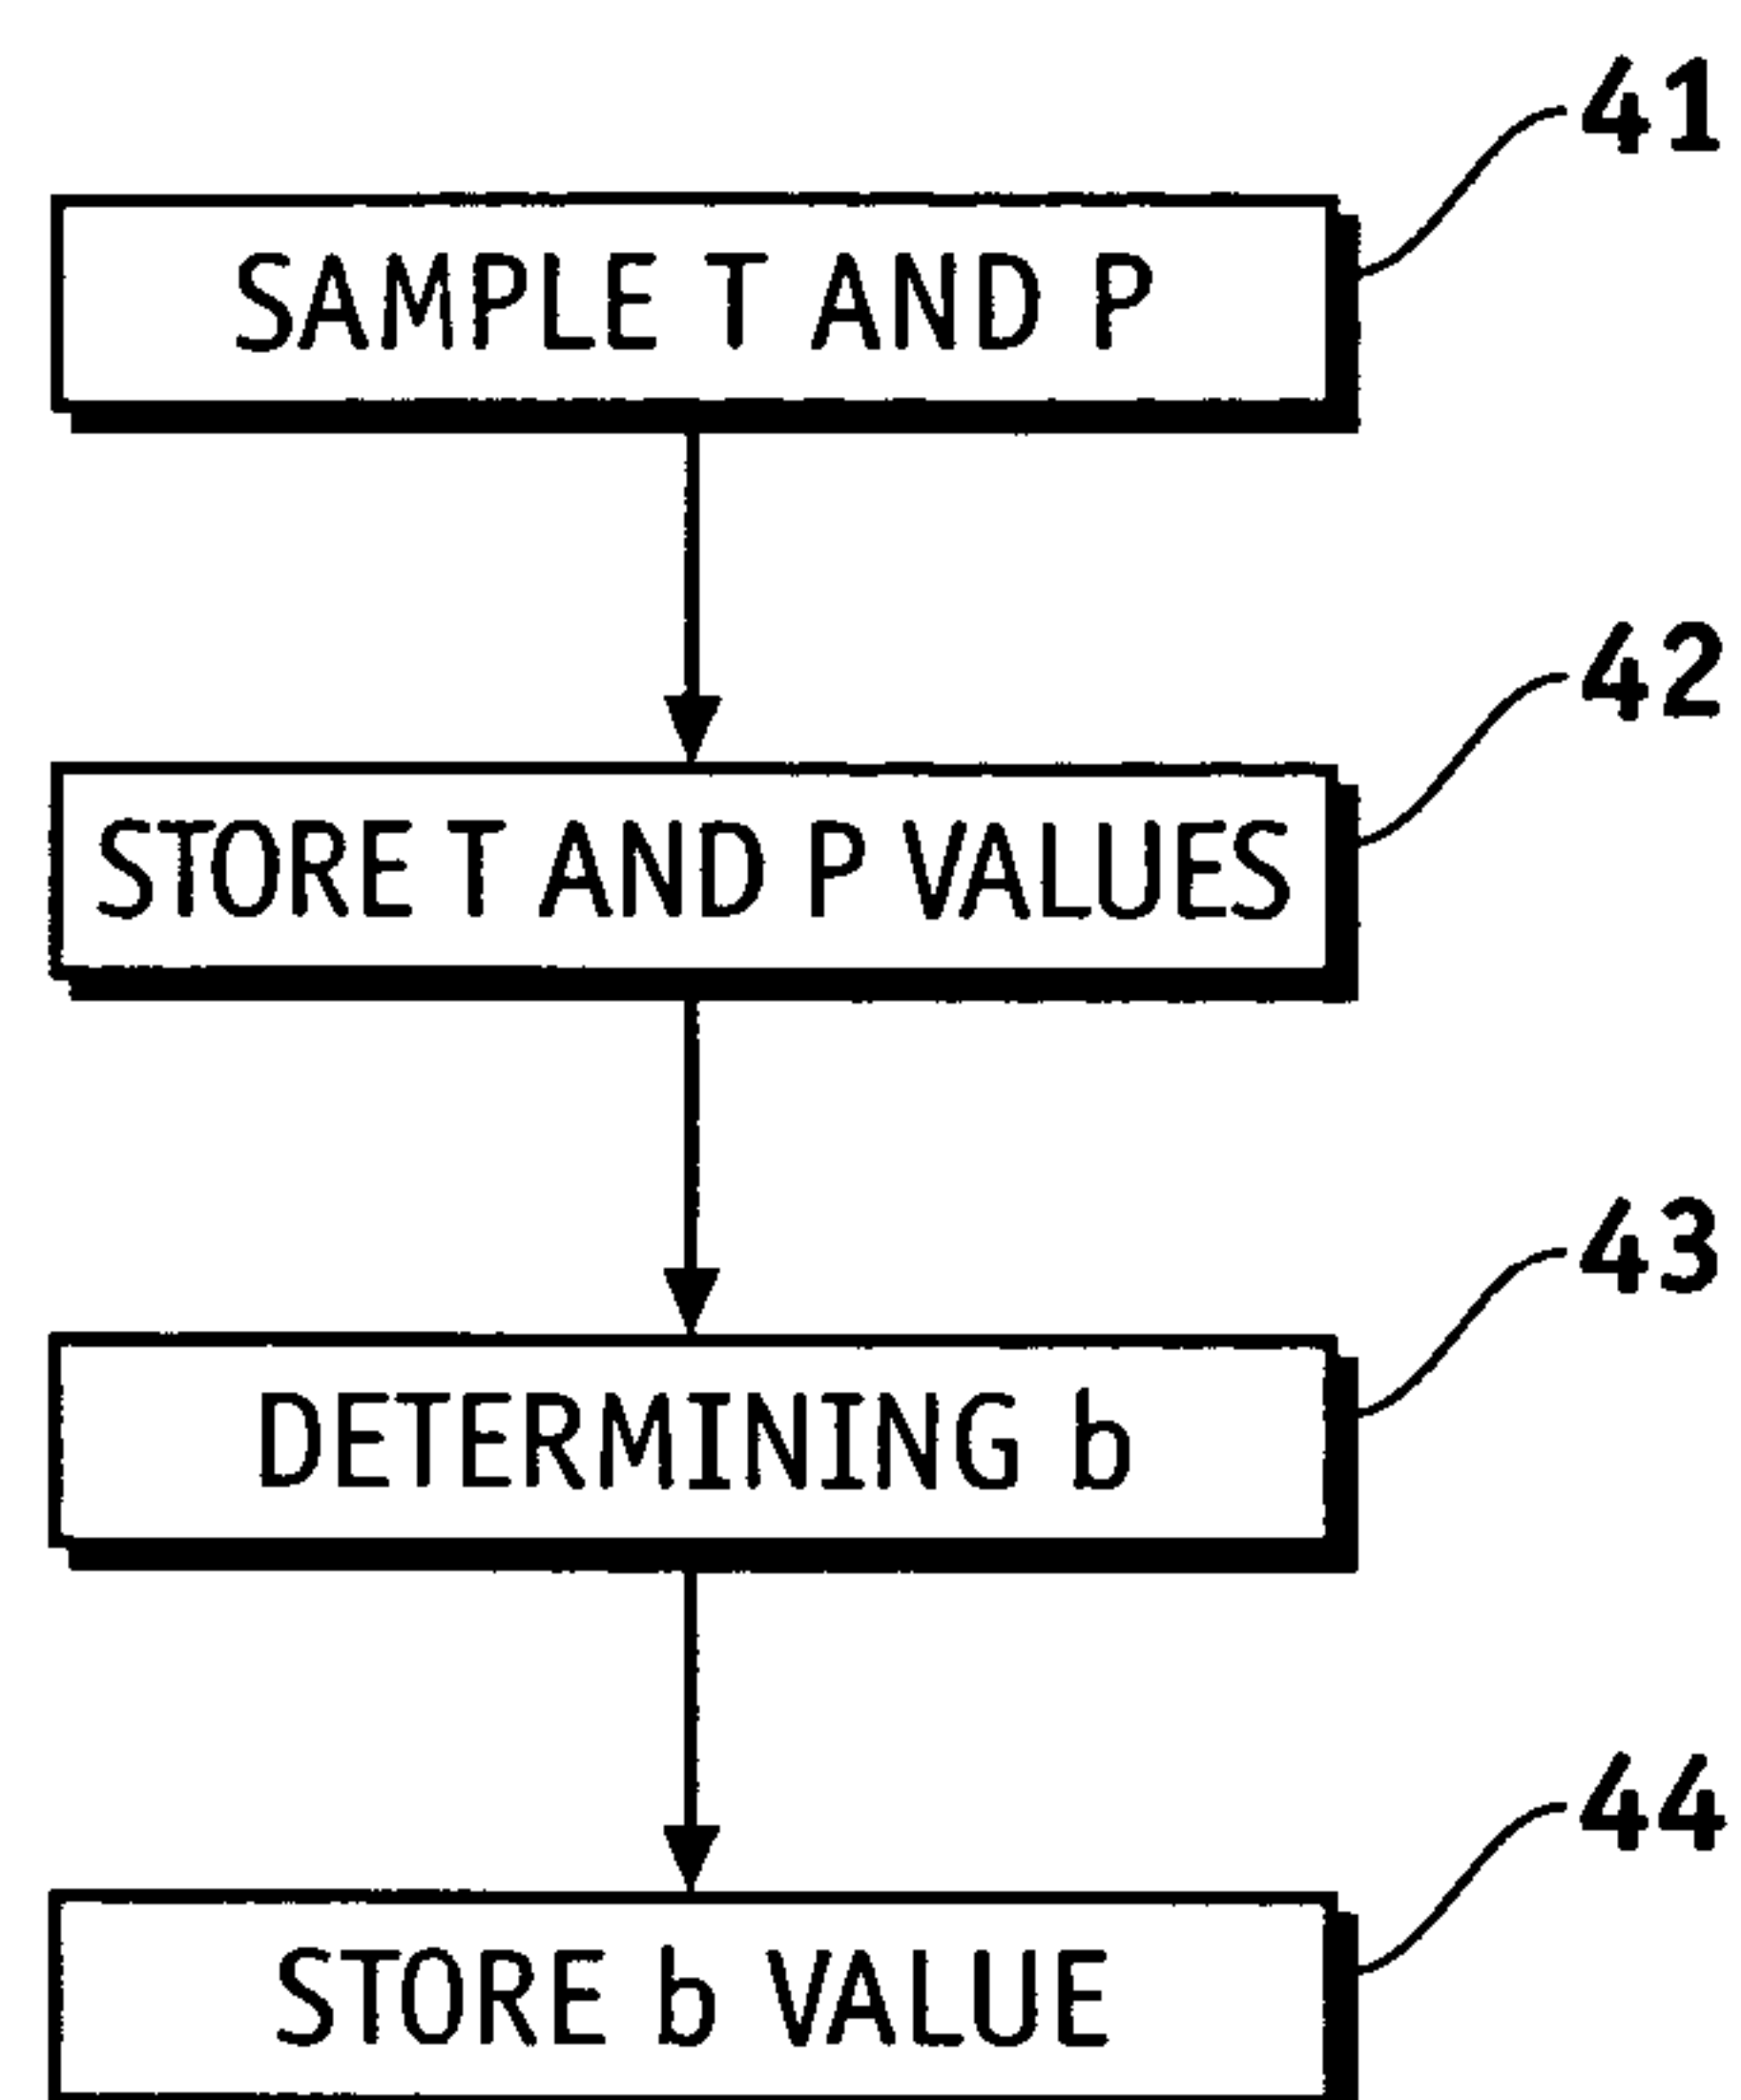 41
SAMPLE T AND P
42
STORE T AND P VALUES
43
DETERMINING b
44
STORE b VALUE